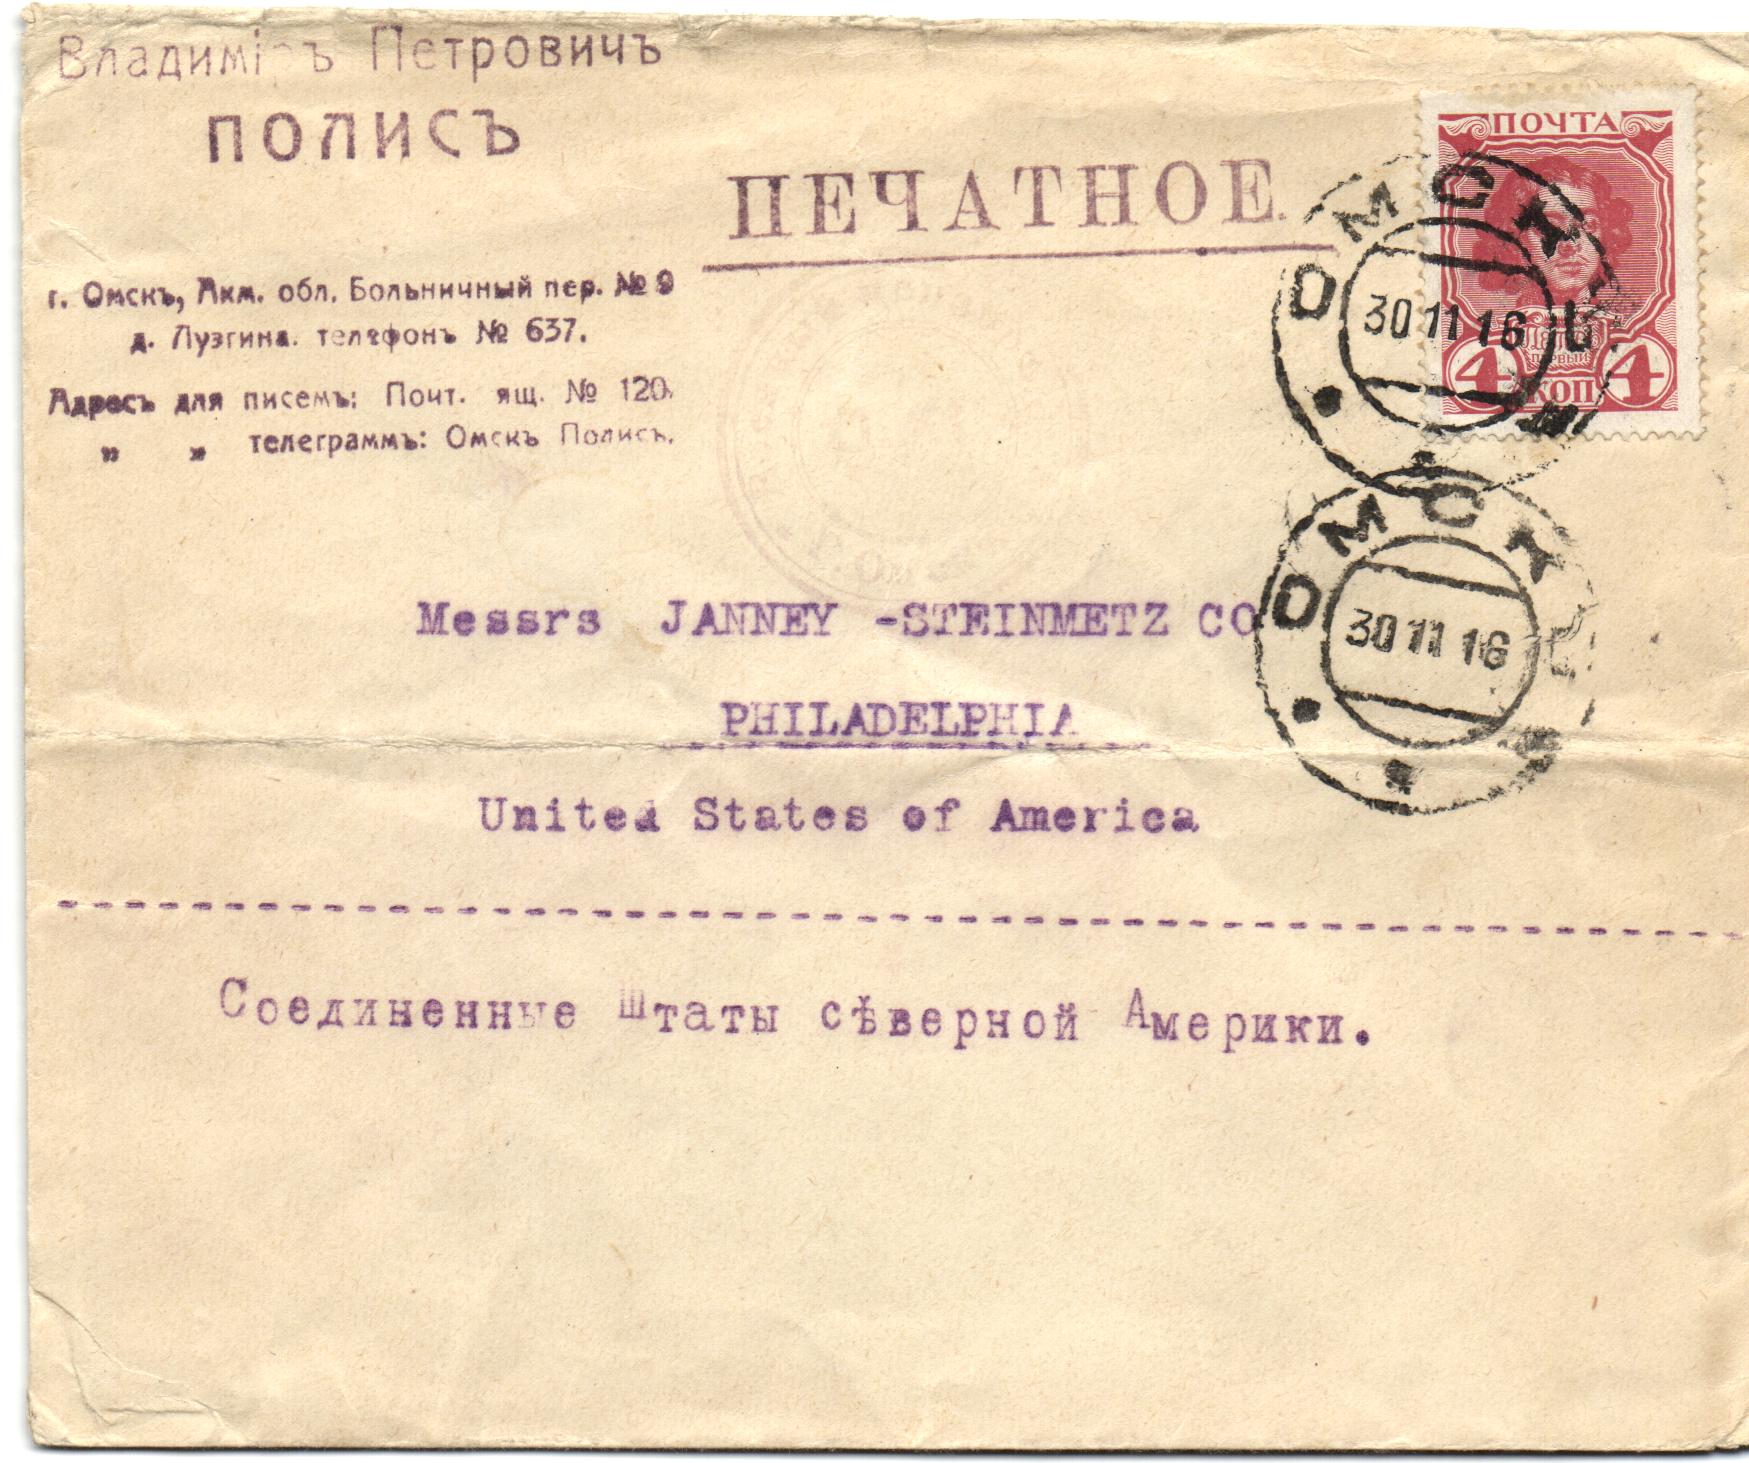 Владиміръ Петровичъ
ПОЛИСЪ
ПЕЧАТНОЕ.
г. Омскъ, Акм. обл. Больничный пер. № 9
д. Лузгина. телефонъ № 637.
Адресъ для писемъ: Почт. ящ. № 120.
„ „ телеграммъ: Омскъ Полисъ.
ПОЧТА
ПЕРВЫЙ
4 КОП 4
ОМСКЪ
30 11 16
ОМСКЪ
30 11 16
Messrs JANNEY -STEINMETZ CO
PHILADELPHIA
United States of America
Соединенные Штаты сѣверной Америки.